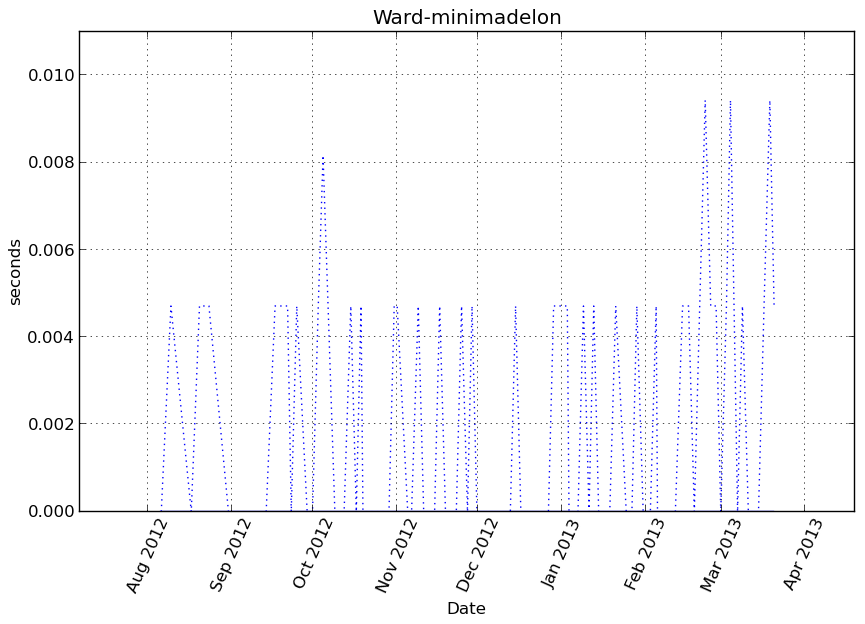 Ward-minimadelon
0.010
0.008
0.006
0.004
0.002
0.000
seconds
Aug 2012
Sep 2012
Oct 2012
Nov 2012
Dec 2012
Jan 2013
Feb 2013
Mar 2013
Apr 2013
Date